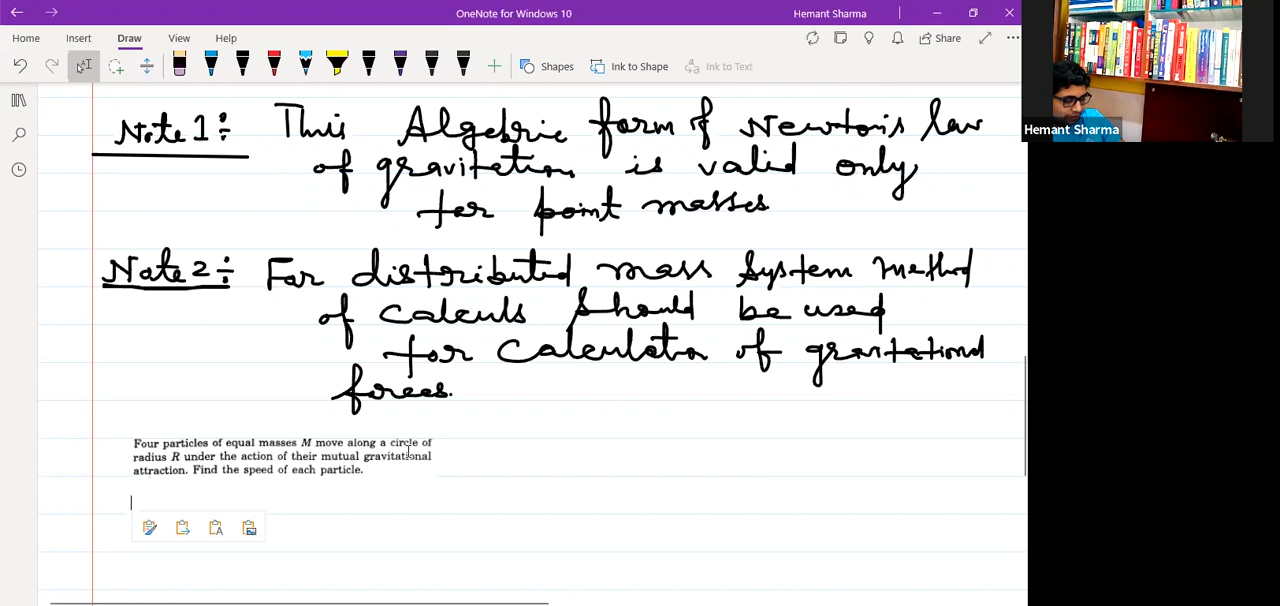 OneNote for Windows 10
Hemant Sharma
Home Insert Draw View Help
Share
Shapes Ink to Shape Ink to Text
Note 1:- This Algebric form of Newton's law
of gravitation is valid only
for point masses
Hemant Sharma
Note 2:- For distributed mass system method
of calculs should be used
for calculation of gravitational
forces.
Four particles of equal masses M move along a circle of
radius R under the action of their mutual gravitational
attraction. Find the speed of each particle.